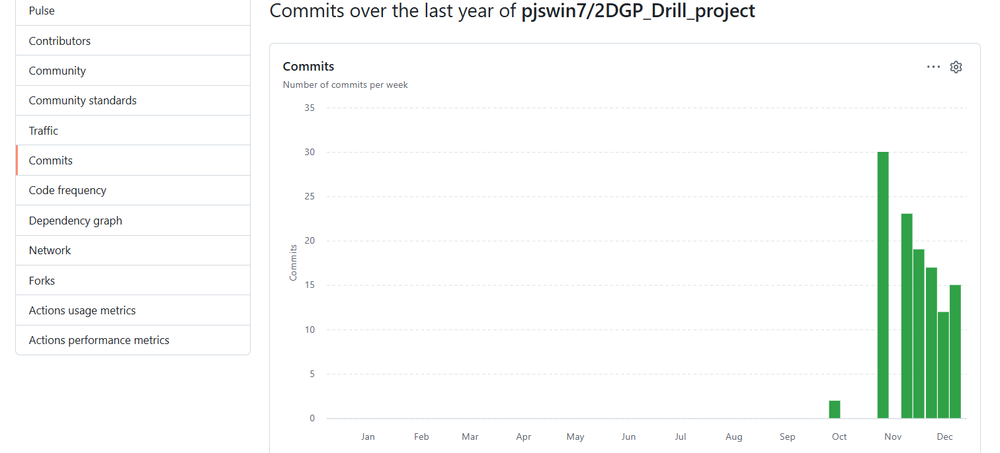 Pulse
Contributors
Community
Community standards
Traffic
Commits
Code frequency
Dependency graph
Network
Forks
Actions usage metrics
Actions performance metrics
Commits over the last year of pjswin7/2DGP_Drill_project
Commits
Number of commits per week
Commits
35
30
25
20
15
10
5
0
Jan Feb Mar Apr May Jun Jul Aug Sep Oct Nov Dec